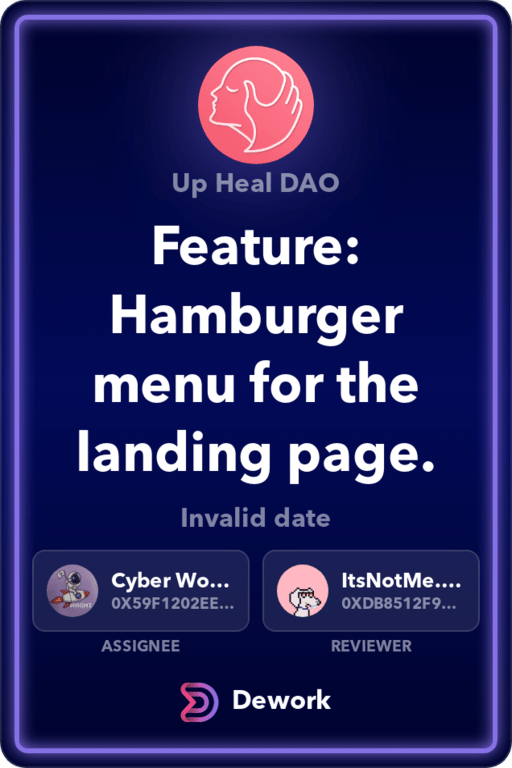 Up Heal DAO
Feature:
Hamburger
menu for the
landing page.
Invalid date
Cyber Wo...
0X59F1202EE...
ItsNotMe....
0XDB8512F9...
ASSIGNEE
REVIEWER
Dework